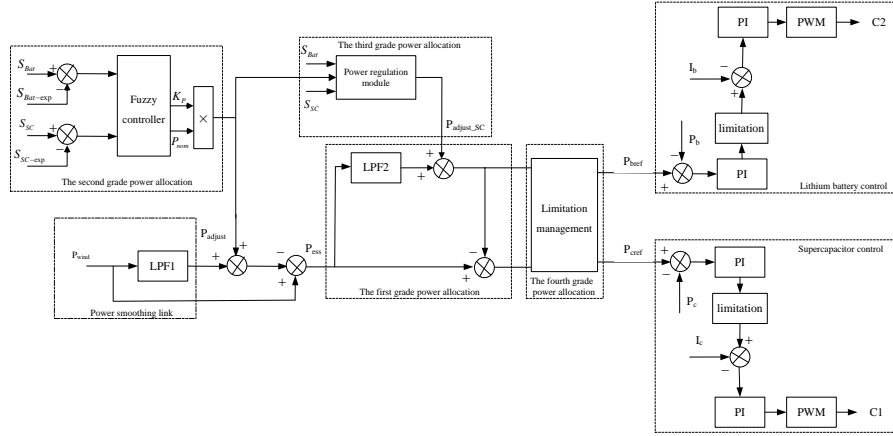 S_Bat
+
−
S_Bat−exp
S_SC
+
−
S_SC−exp
Fuzzy
controller
K_P
P_nom
×
The second grade power allocation
The third grade power allocation
S_Bat
Power regulation
module
S_SC
P_adjust_SC
P_wind
LPF1
P_adjust
+
+
−
+
P_ess
Power smoothing link
LPF2
+
+
−
+
The first grade power allocation
Limitation
management
The fourth grade
power allocation
P_bref
P_cref
PI
PWM
C2
I_b
−
+
limitation
P_b
−
+
PI
Lithium battery control
Supercapacitor control
+
−
PI
P_c
limitation
I_c
+
−
PI
PWM
C1